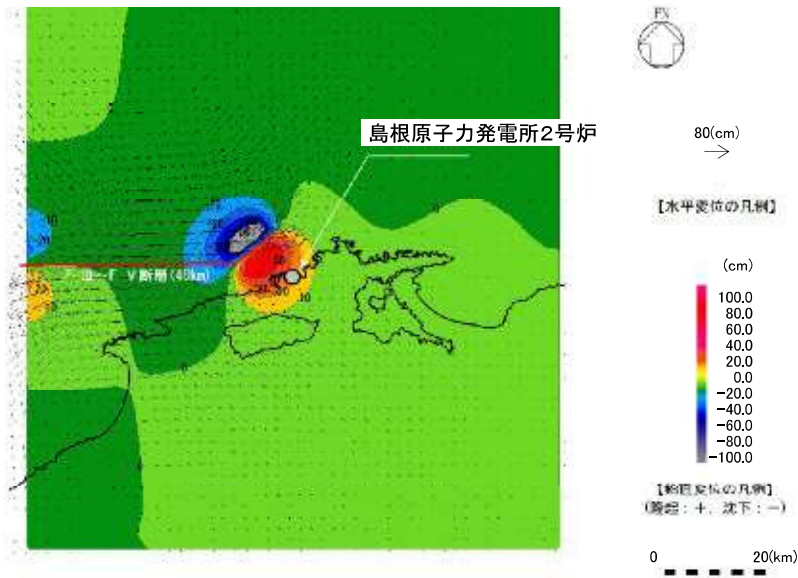 島根原子力発電所2号炉
80(cm)
【水平変位の凡例】
(cm)
100.0
80.0
60.0
40.0
20.0
0.0
-20.0
-40.0
-60.0
-80.0
-100.0
【鉛直変位の凡例】
(隆起：＋, 沈下：－)
0 20(km)
断層(48km)